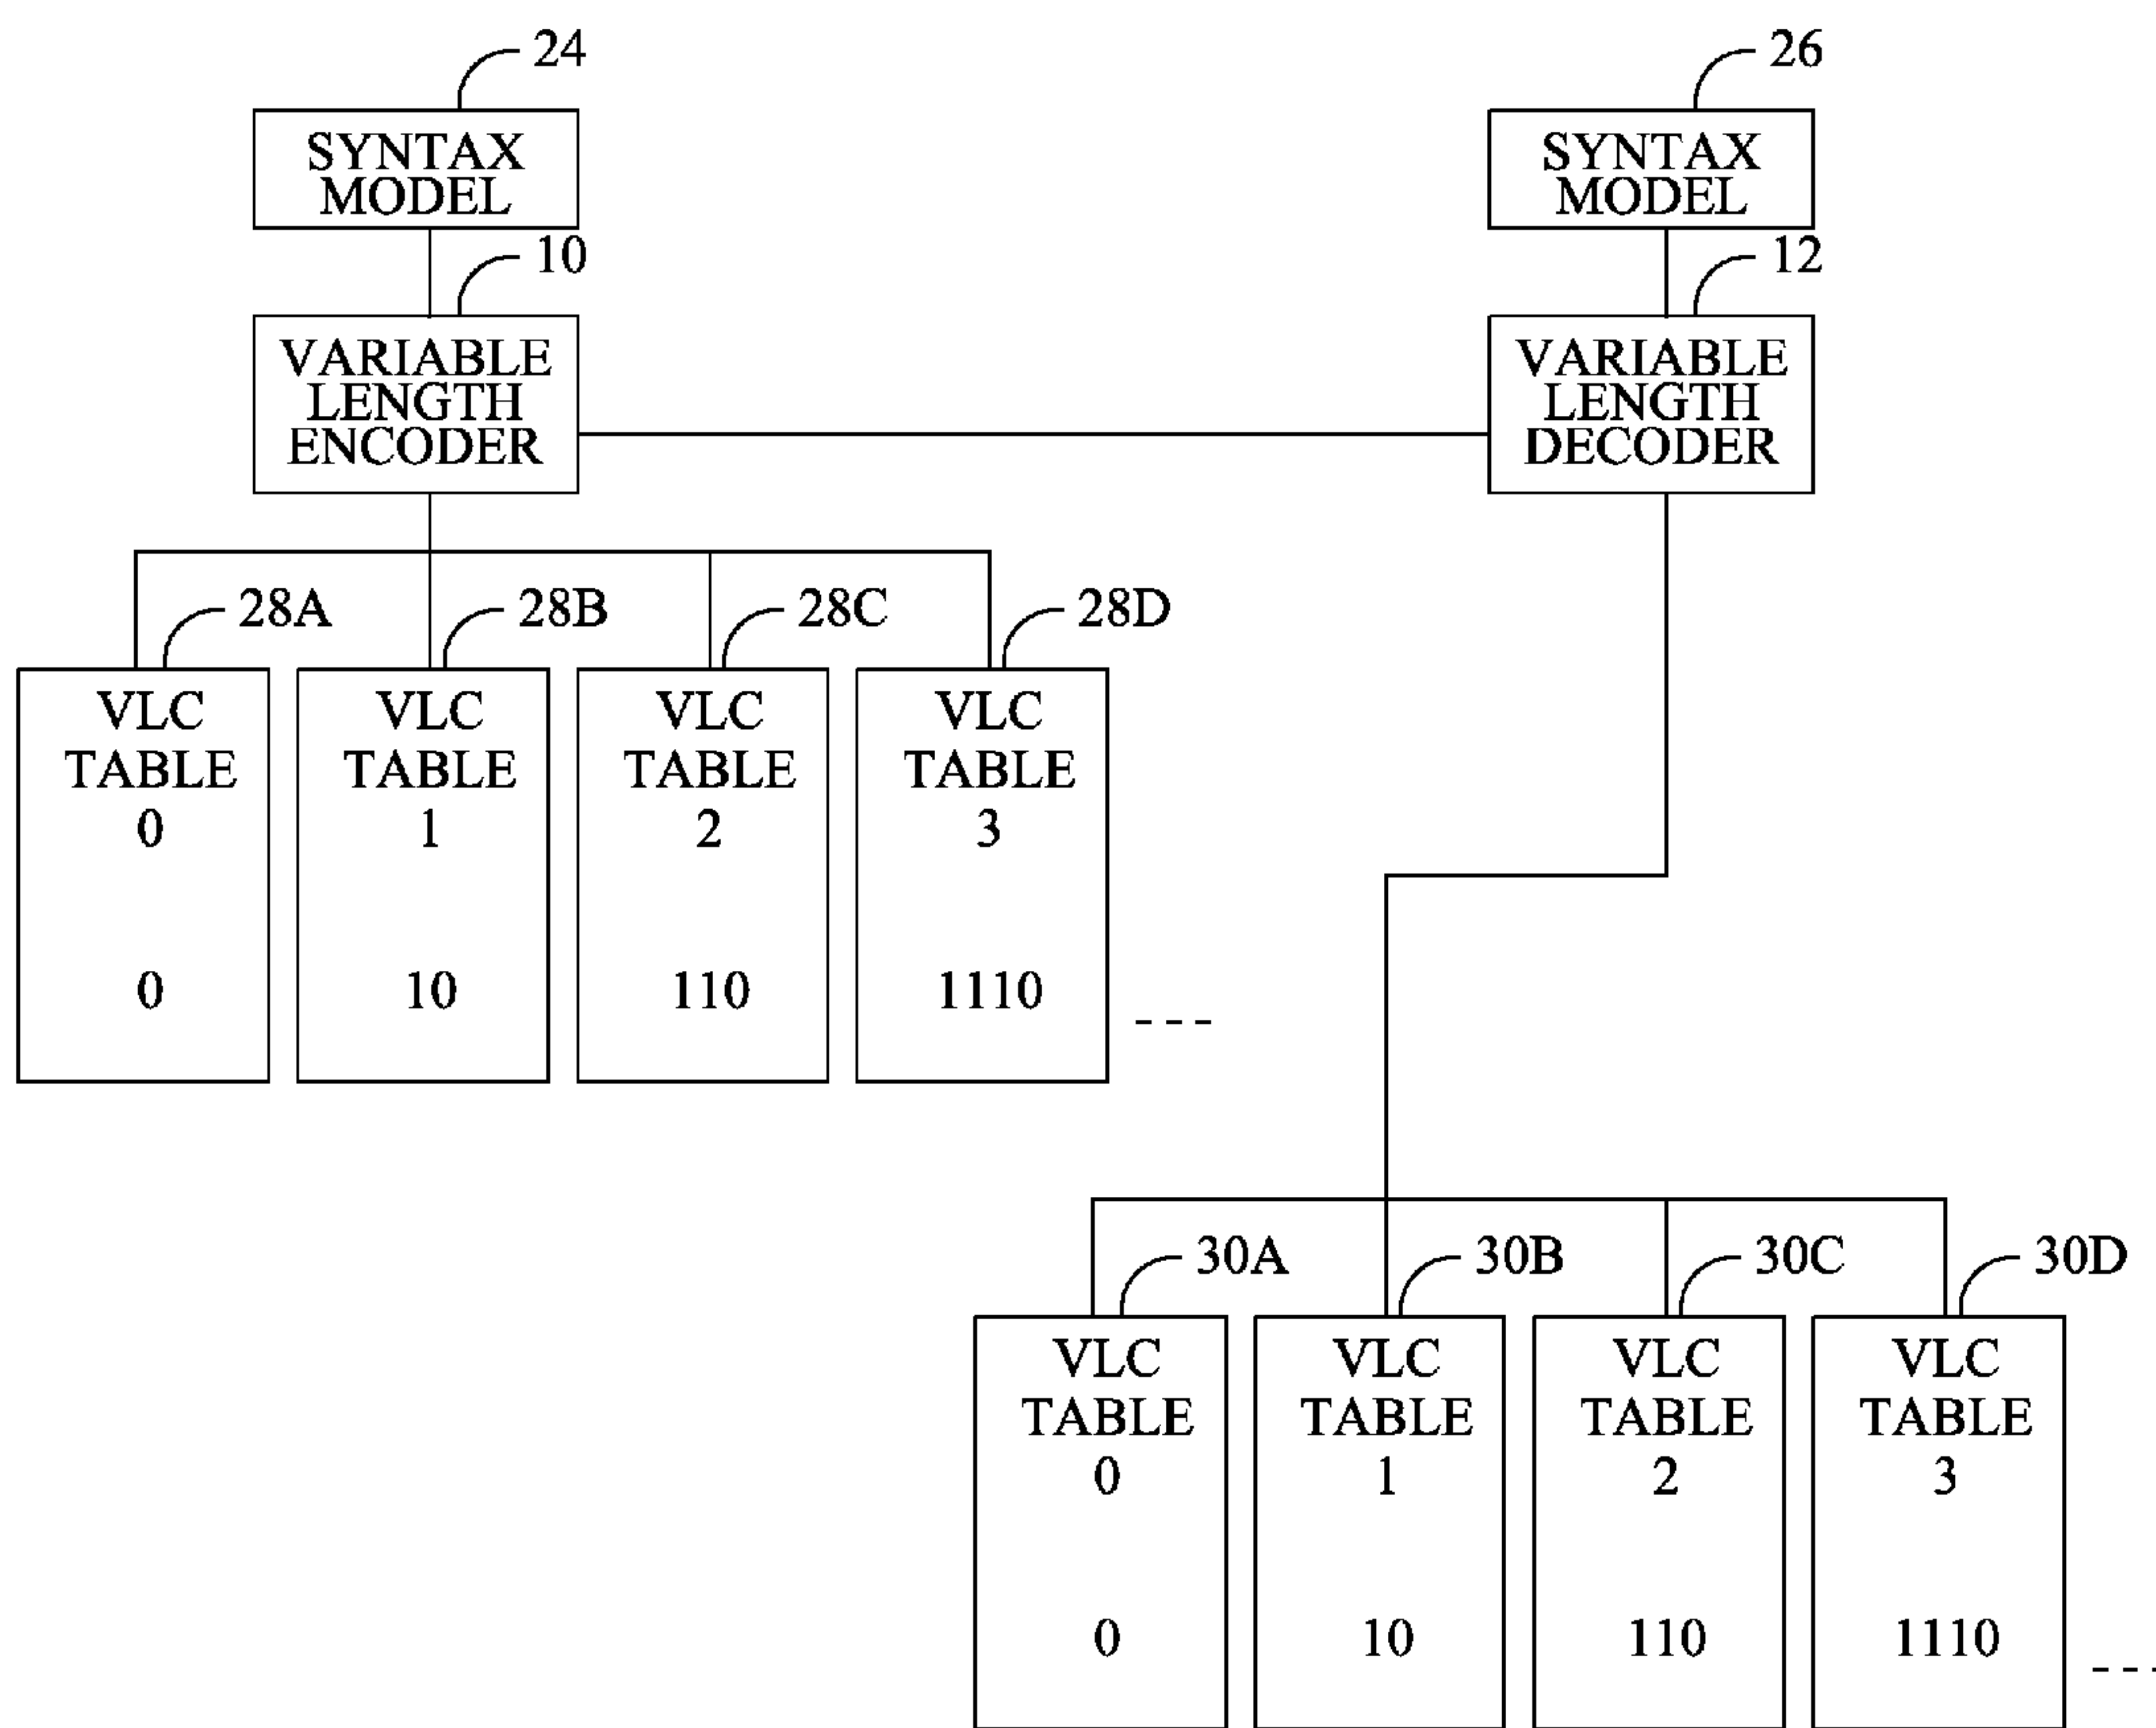 24
26
SYNTAX
MODEL
SYNTAX
MODEL
10
12
VARIABLE
LENGTH
ENCODER
VARIABLE
LENGTH
DECODER
28A
28B
28C
28D
VLC
TABLE
0
0
VLC
TABLE
1
10
VLC
TABLE
2
110
VLC
TABLE
3
1110
---
30A
30B
30C
30D
VLC
TABLE
0
0
VLC
TABLE
1
10
VLC
TABLE
2
110
VLC
TABLE
3
1110
---